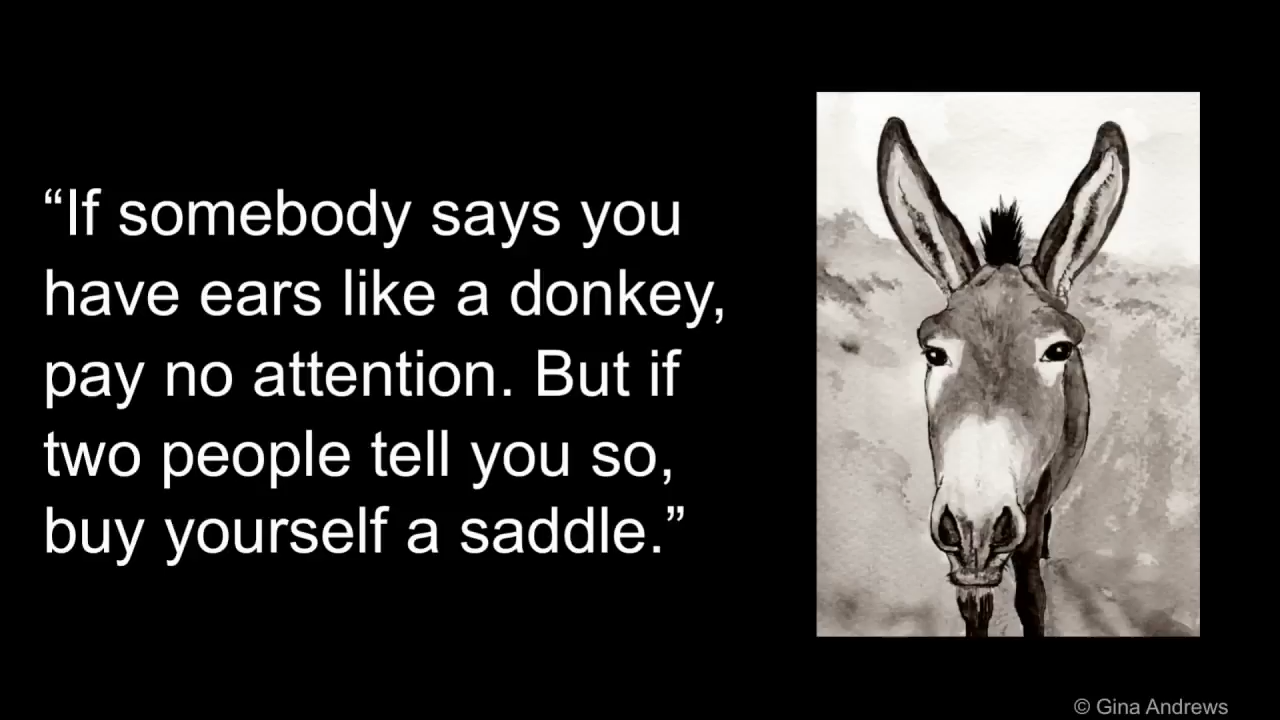 “If somebody says you
have ears like a donkey,
pay no attention. But if
two people tell you so,
buy yourself a saddle.”
© Gina Andrews